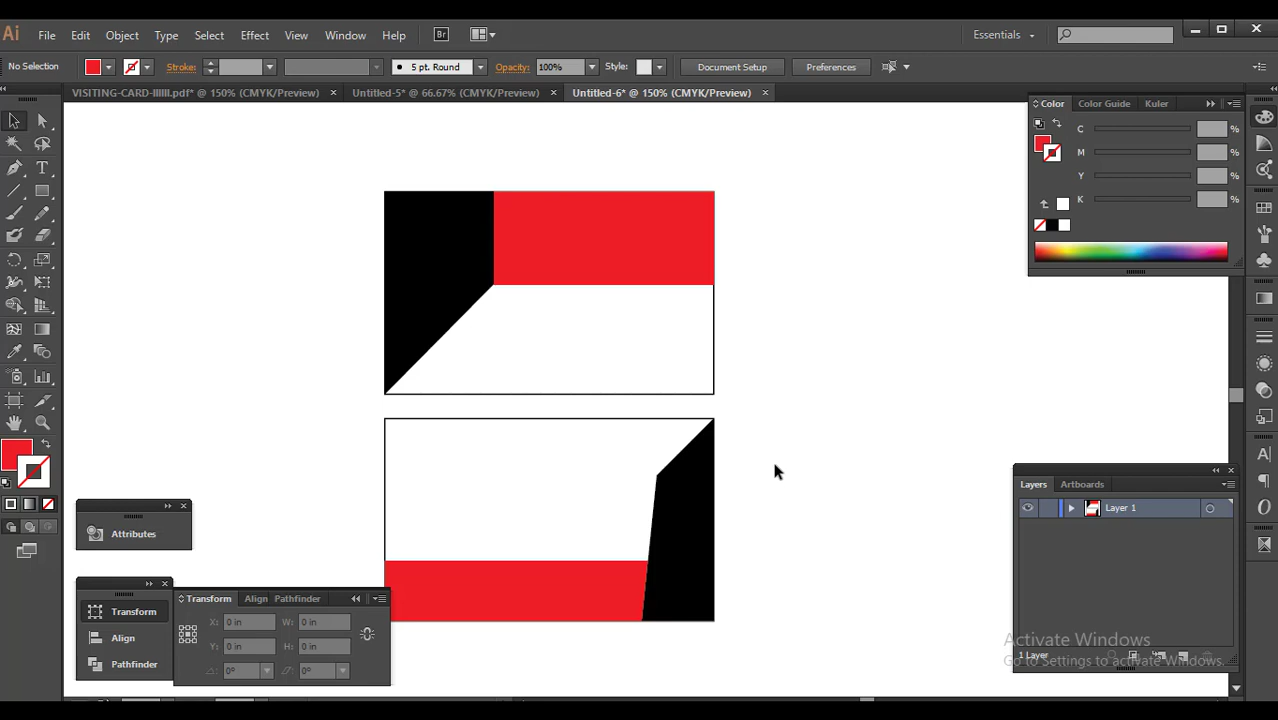 Ai File Edit Object Type Select Effect View Window Help Br Essentials
No Selection Stroke: 5 pt. Round Opacity: 100% Style: Document Setup Preferences
VISITING-CARD-IIIIII.pdf* @ 150% (CMYK/Preview) × Untitled-5* @ 66.67% (CMYK/Preview) × Untitled-6* @ 150% (CMYK/Preview) ×
Color Color Guide Kuler
C %
M %
Y %
K %
Layers Artboards
Layer 1
Attributes
Transform
Align
Pathfinder
Transform Align Pathfinder
X: 0 in W: 0 in
Y: 0 in H: 0 in
0° 0°
Activate Windows
1 Layer
Go to Settings to activate Windows.